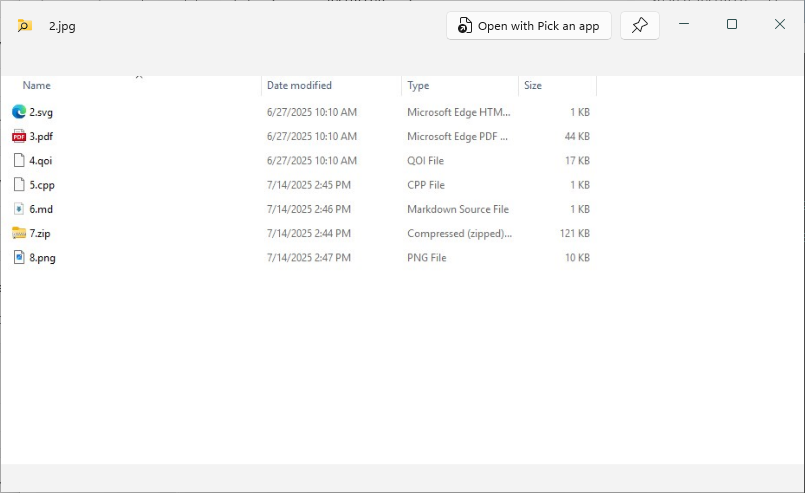 2.jpg
Open with Pick an app
Name Date modified Type Size
2.svg 6/27/2025 10:10 AM Microsoft Edge HTM... 1 KB
PDF 3.pdf 6/27/2025 10:10 AM Microsoft Edge PDF ... 44 KB
4.qoi 6/27/2025 10:10 AM QOI File 17 KB
5.cpp 7/14/2025 2:45 PM CPP File 1 KB
6.md 7/14/2025 2:46 PM Markdown Source File 1 KB
7.zip 7/14/2025 2:44 PM Compressed (zipped)... 121 KB
8.png 7/14/2025 2:47 PM PNG File 10 KB